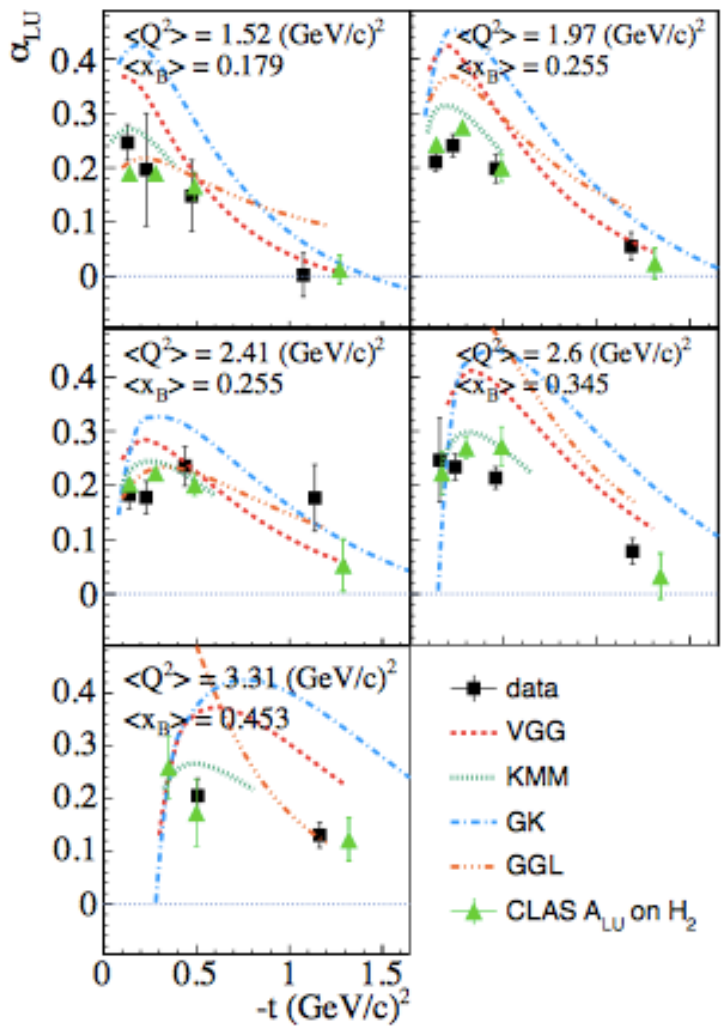 α_LU
<Q²> = 1.52 (GeV/c)²
<x_B> = 0.179
<Q²> = 1.97 (GeV/c)²
<x_B> = 0.255
0.4
0.3
0.2
0.1
0
<Q²> = 2.41 (GeV/c)²
<x_B> = 0.255
<Q²> = 2.6 (GeV/c)²
<x_B> = 0.345
0.4
0.3
0.2
0.1
0
<Q²> = 3.31 (GeV/c)²
<x_B> = 0.453
0.4
0.3
0.2
0.1
0
0 0.5 1 1.5
-t (GeV/c)²
data
VGG
KMM
GK
GGL
CLAS A_LU on H₂